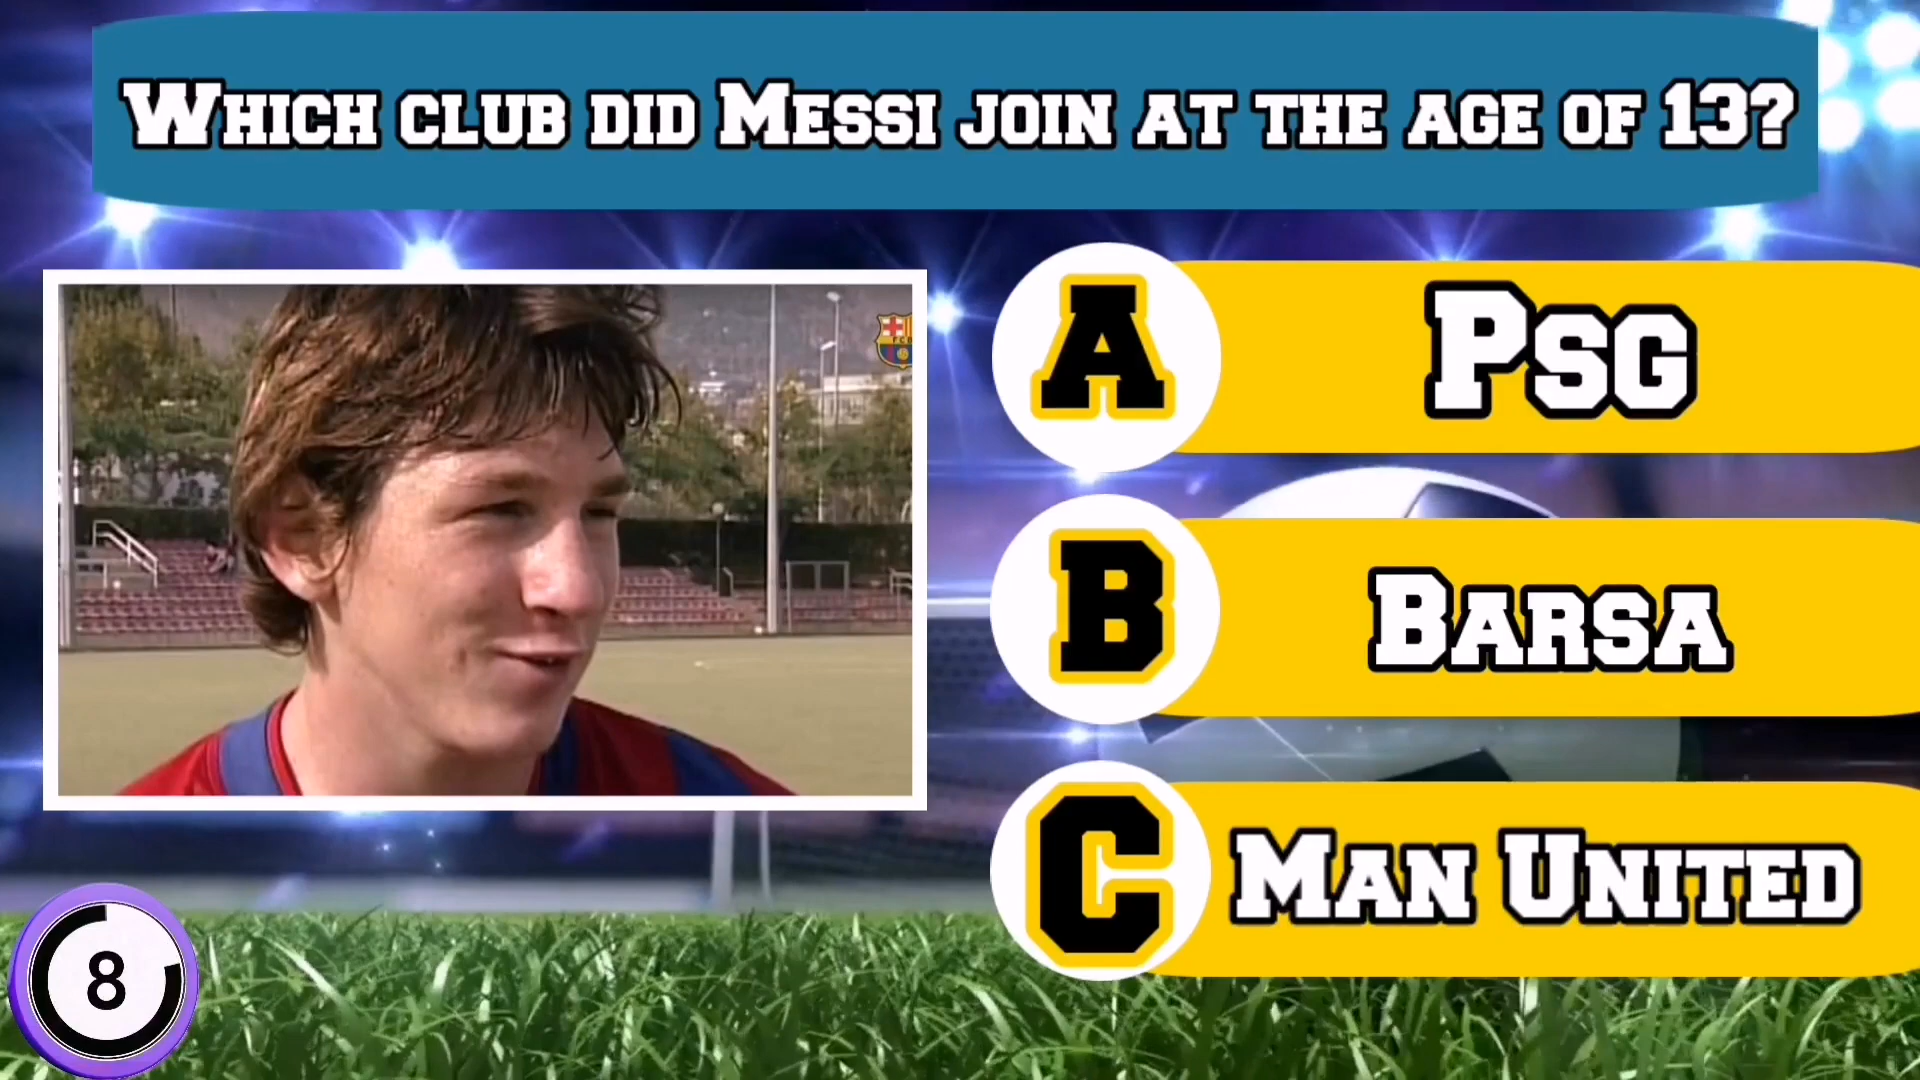 Which club did Messi join at the age of 13?
A Psg
B Barsa
C Man United
8